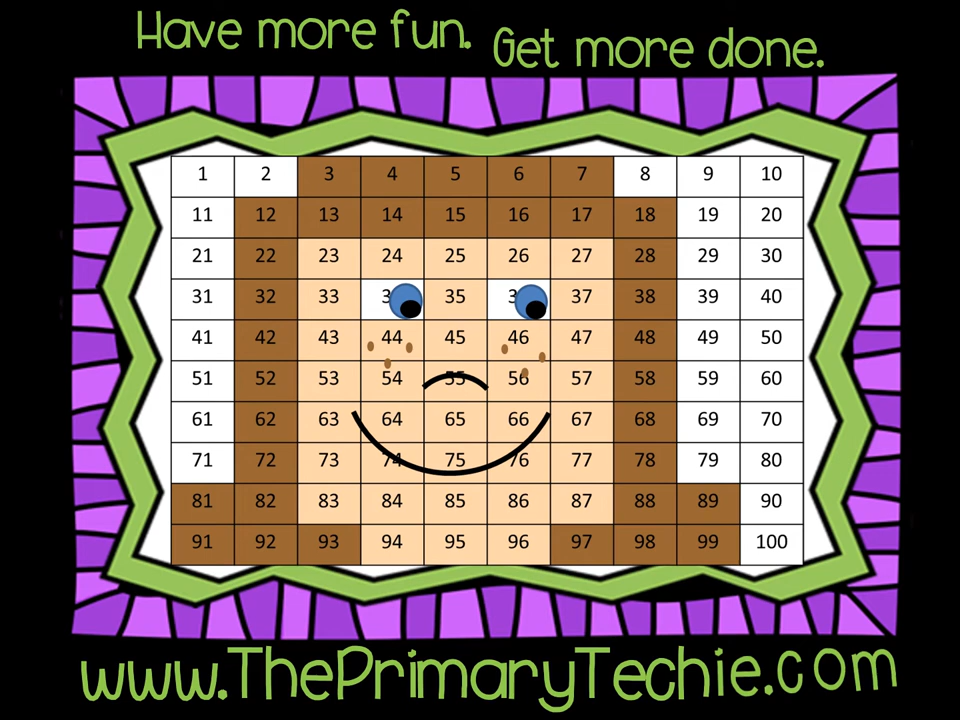 Have more fun. Get more done.
1 2 3 4 5 6 7 8 9 10
11 12 13 14 15 16 17 18 19 20
21 22 23 24 25 26 27 28 29 30
31 32 33 35 37 38 39 40
41 42 43 44 45 46 47 48 49 50
51 52 53 54 55 56 57 58 59 60
61 62 63 64 65 66 67 68 69 70
71 72 73 74 75 76 77 78 79 80
81 82 83 84 85 86 87 88 89 90
91 92 93 94 95 96 97 98 99 100
www.ThePrimaryTechie.com